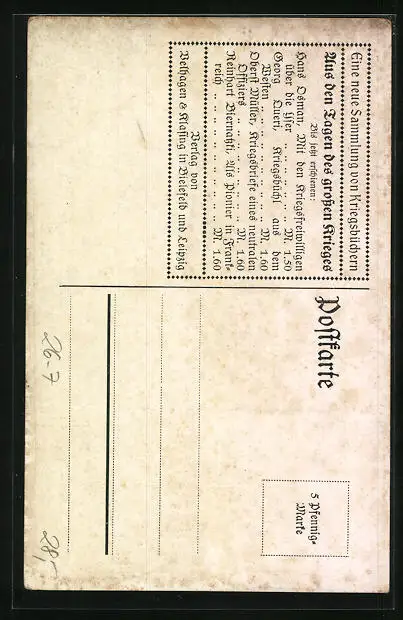 Eine neue Sammlung von Kriegsbüchern
Aus den Tagen des großen Krieges
Bis jetzt erschienen:
Hans Osman, Mit den Kriegsfreiwilligen
über die Yser .. .. .. .. .. .. M. 1.50
Georg Queri, Kriegsbüchl aus dem
Westen .. .. .. .. .. .. .. M. 1.60
Oberst Müller, Kriegsbriefe eines neutralen
Offiziers .. .. .. .. .. .. .. M. 1.60
Reinhart Biernatzki, Als Pionier in Frank-
reich .. .. .. .. .. .. .. .. M. 1.60
Verlag von
Velhagen & Klasing in Bielefeld und Leipzig
Postkarte
5 Pfennig-
Marke
26-7
28,-